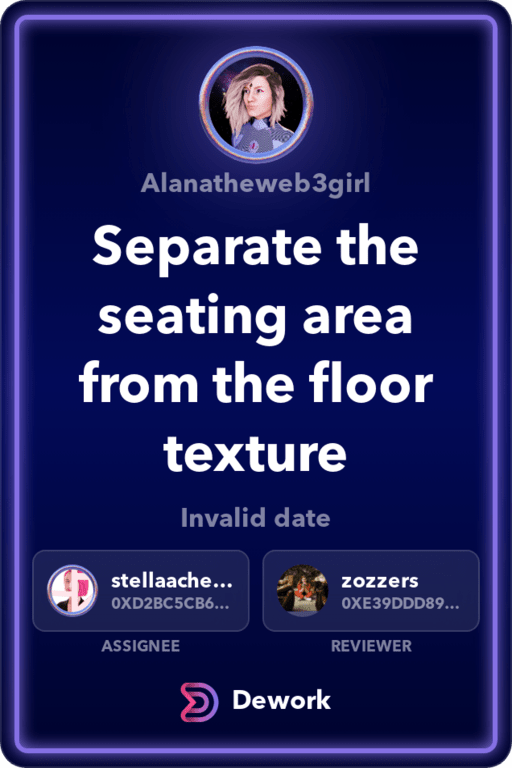 Alanatheweb3girl
Separate the
seating area
from the floor
texture
Invalid date
stellaache...
0XD2BC5CB6...
ASSIGNEE
zozzers
0XE39DDD89...
REVIEWER
Dework